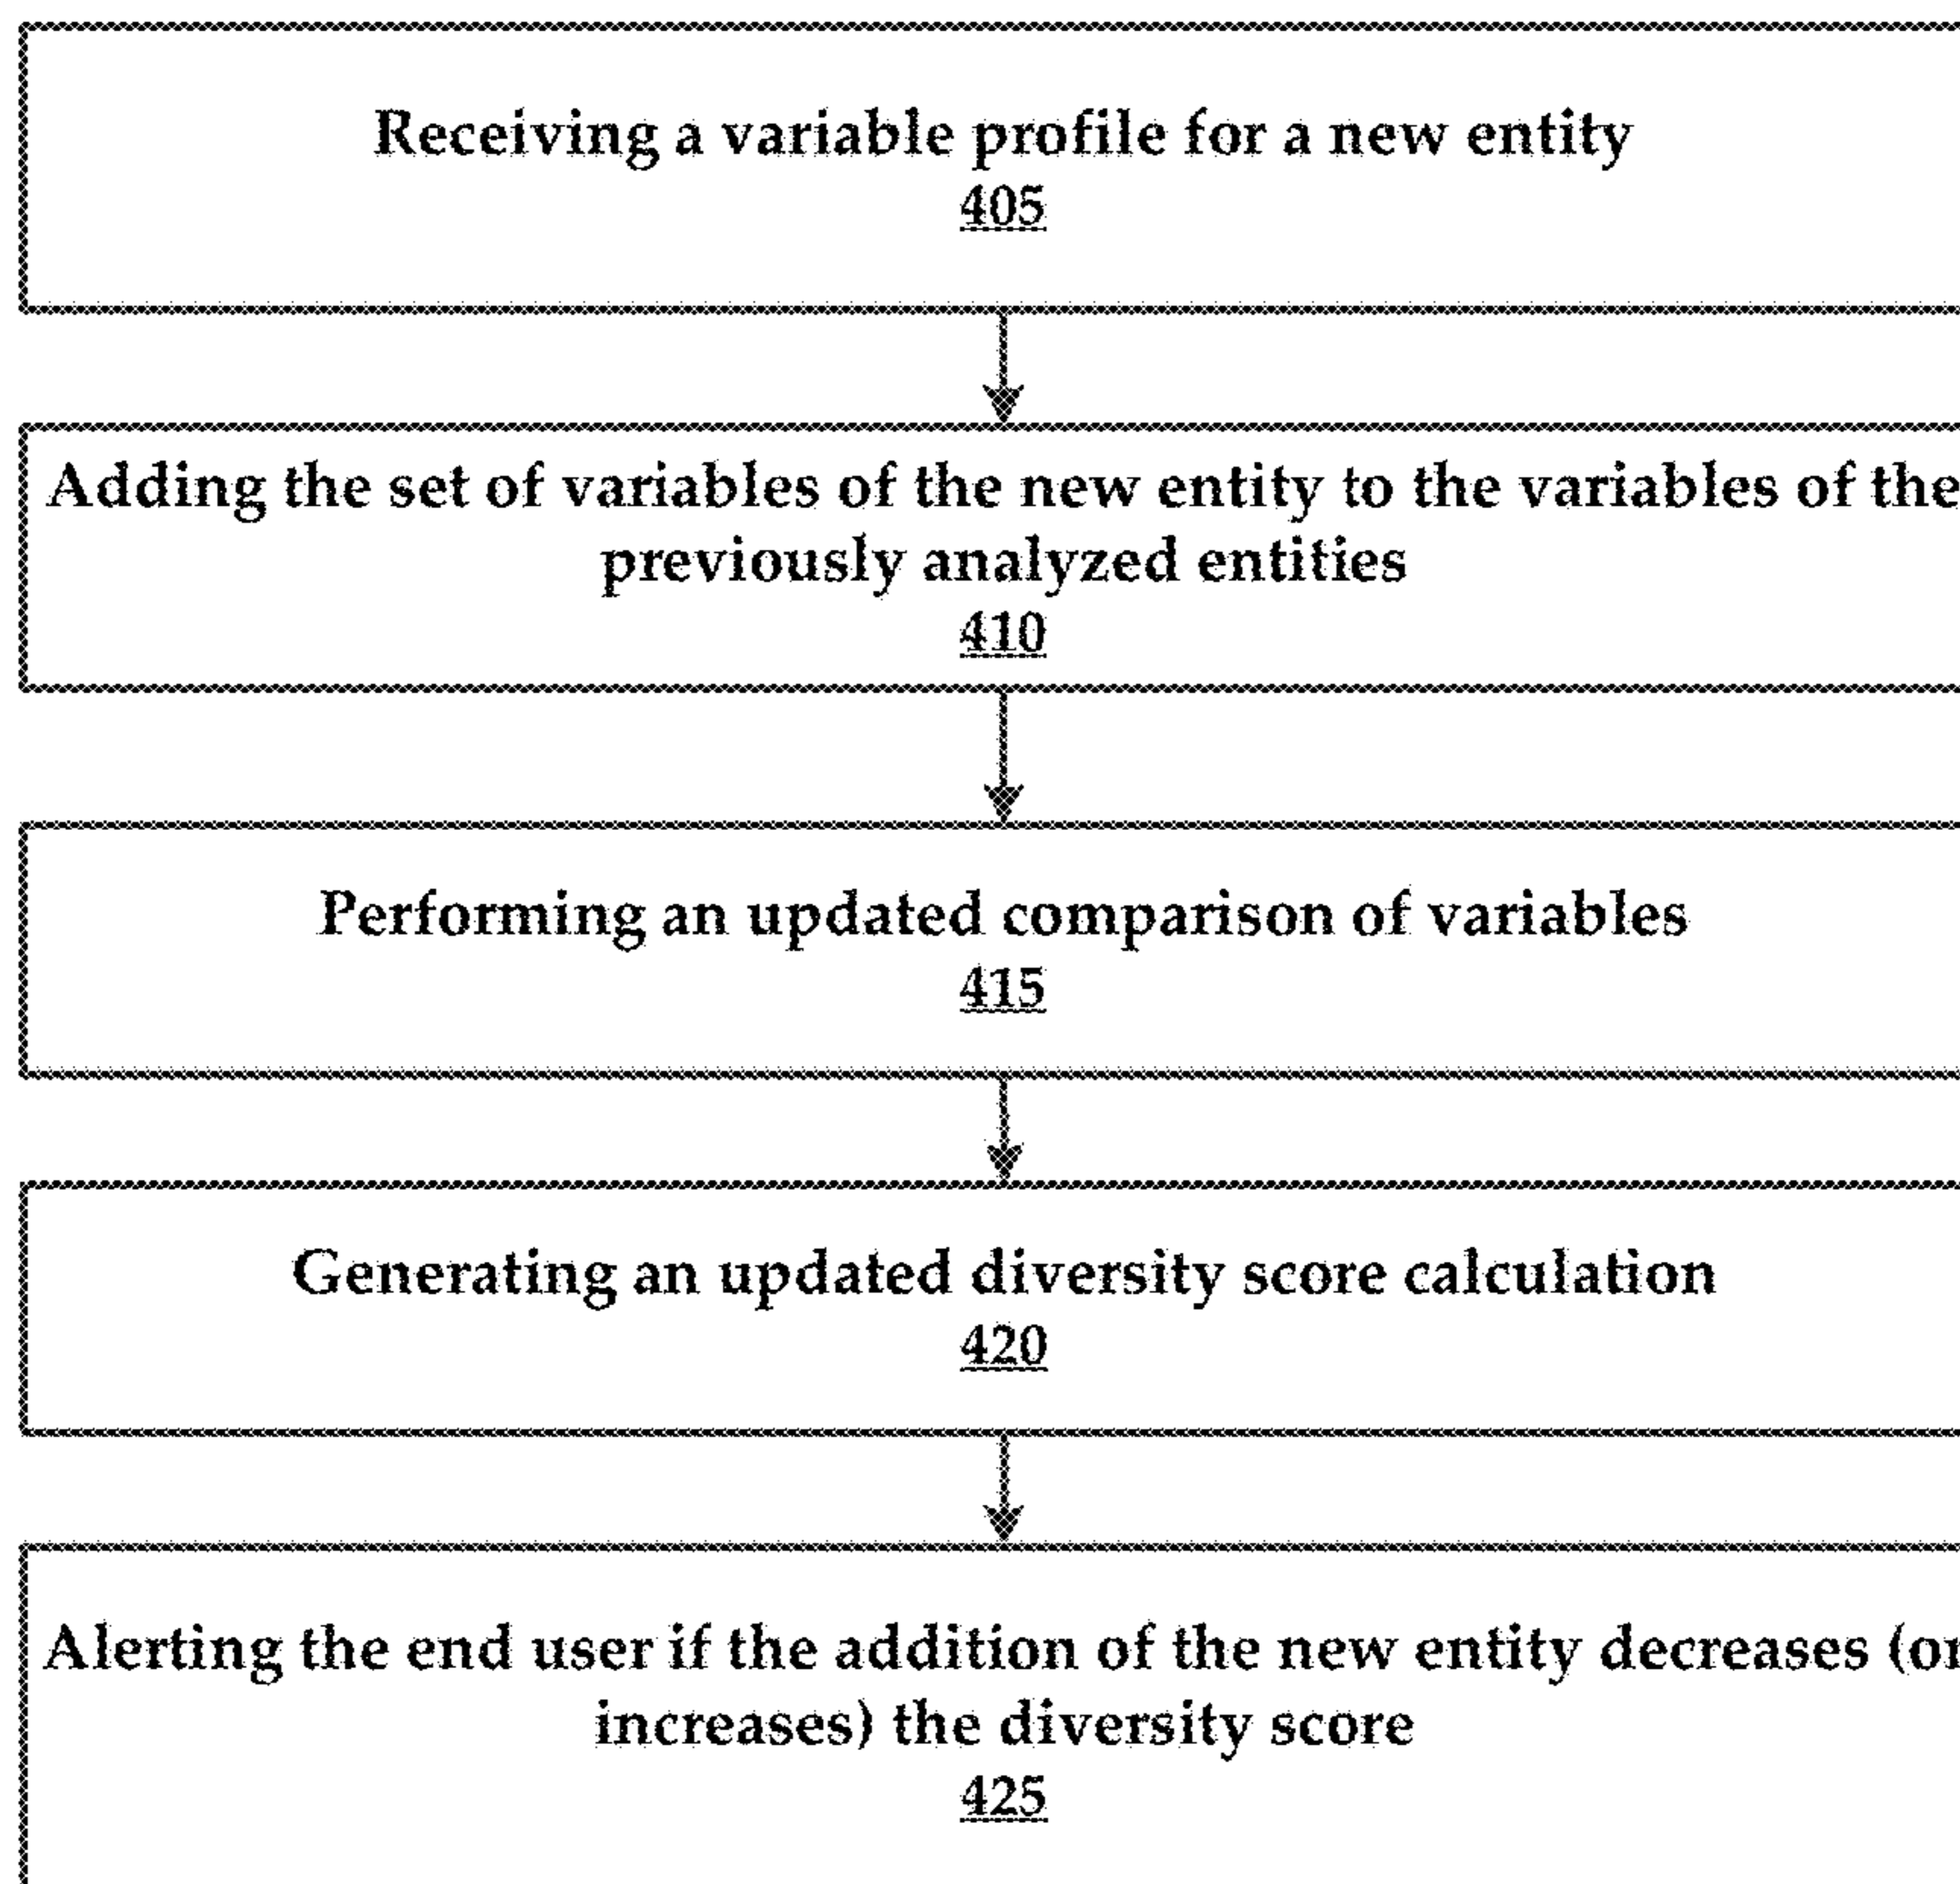 Receiving a variable profile for a new entity
405
Adding the set of variables of the new entity to the variables of the
previously analyzed entities
410
Performing an updated comparison of variables
415
Generating an updated diversity score calculation
420
Alerting the end user if the addition of the new entity decreases (or
increases) the diversity score
425